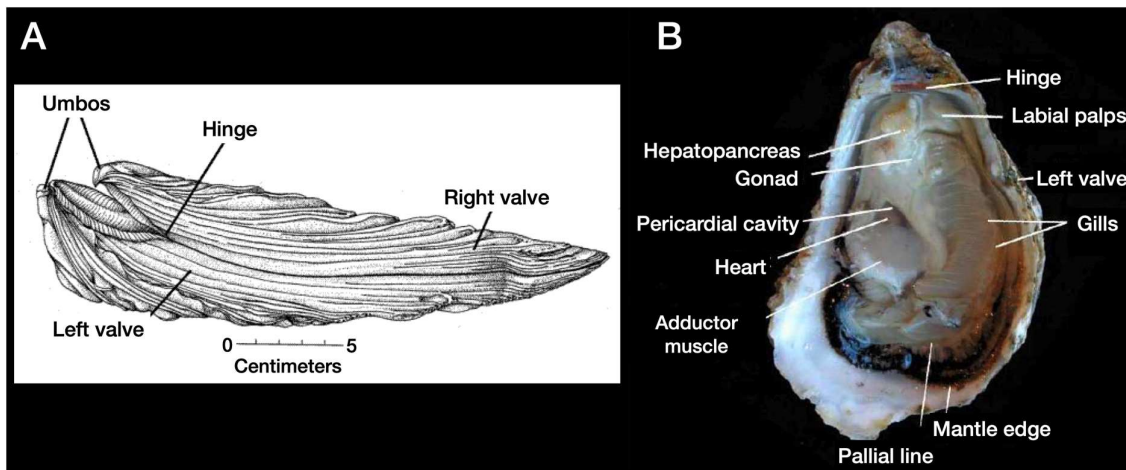 A
Umbos
Hinge
Right valve
Left valve
0 5
Centimeters
B
Hinge
Labial palps
Hepatopancreas
Gonad
Left valve
Pericardial cavity
Gills
Heart
Adductor
muscle
Mantle edge
Pallial line